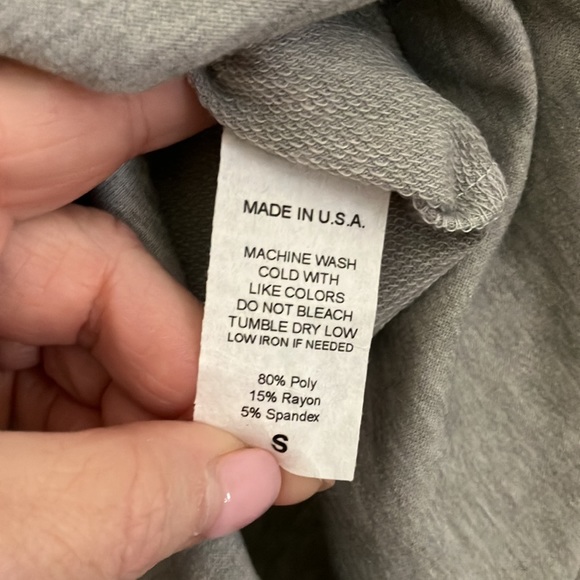 MADE IN U.S.A.
MACHINE WASH
COLD WITH
LIKE COLORS
DO NOT BLEACH
TUMBLE DRY LOW
LOW IRON IF NEEDED
80% Poly
15% Rayon
5% Spandex
S